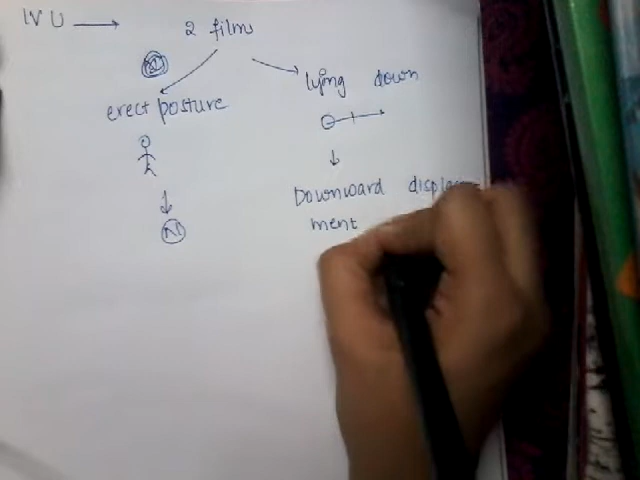 IVU → 2 films
erect posture
lying down
N
Downward displace
ment